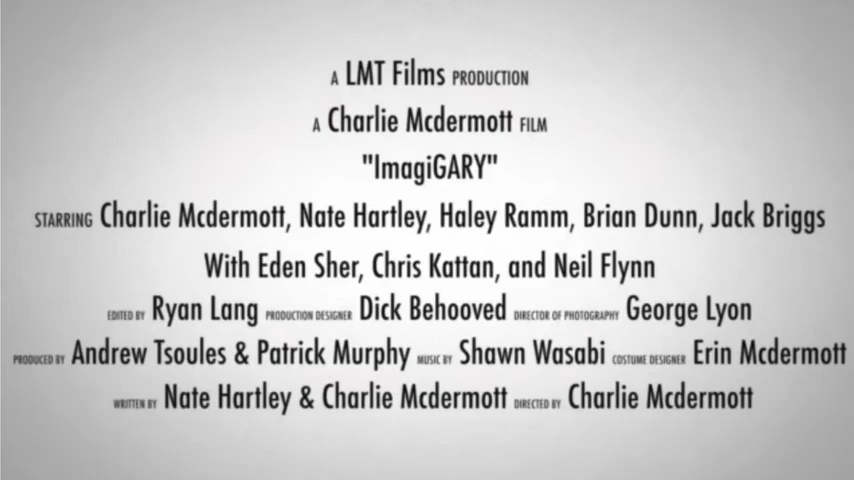 A LMT Films PRODUCTION
A Charlie Mcdermott FILM
"ImagiGARY"
STARRING Charlie Mcdermott, Nate Hartley, Haley Ramm, Brian Dunn, Jack Briggs
With Eden Sher, Chris Kattan, and Neil Flynn
EDITED BY Ryan Lang PRODUCTION DESIGNER Dick Behooved DIRECTOR OF PHOTOGRAPHY George Lyon
PRODUCED BY Andrew Tsoules & Patrick Murphy MUSIC BY Shawn Wasabi COSTUME DESIGNER Erin Mcdermott
WRITTEN BY Nate Hartley & Charlie Mcdermott DIRECTED BY Charlie Mcdermott